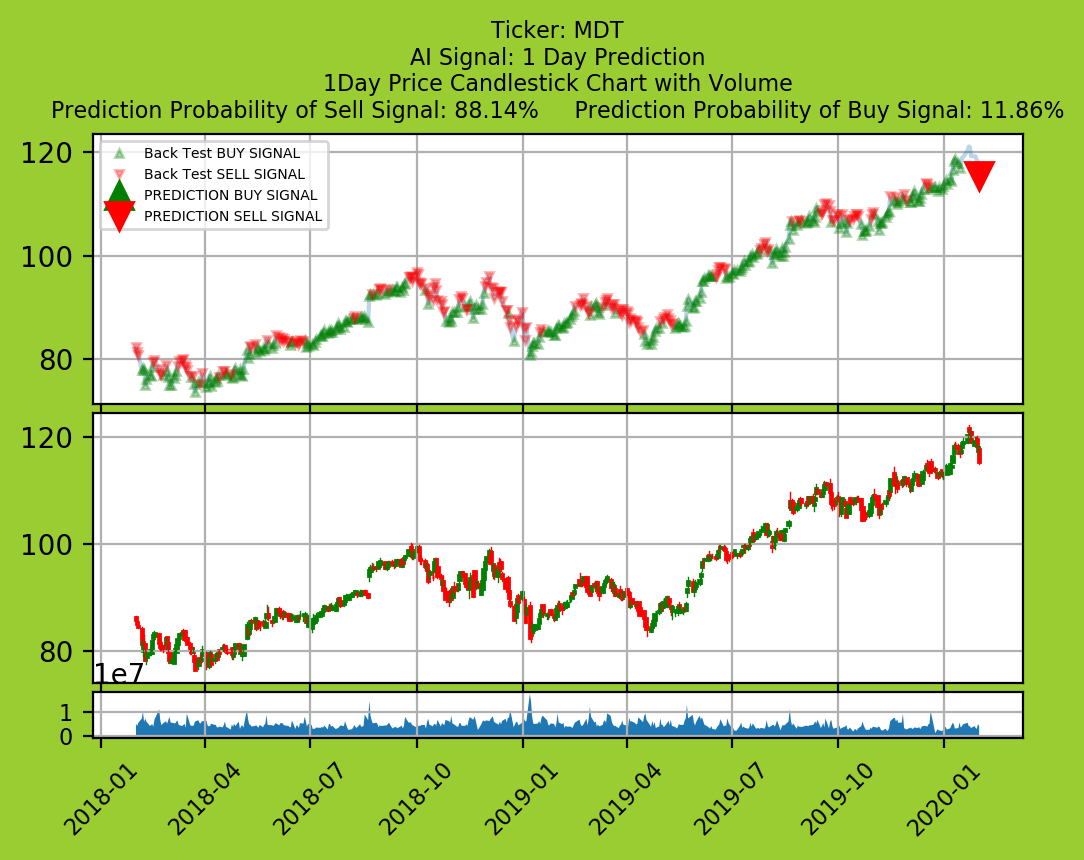 Ticker: MDT
AI Signal: 1 Day Prediction
1Day Price Candlestick Chart with Volume
Prediction Probability of Sell Signal: 88.14% Prediction Probability of Buy Signal: 11.86%
Back Test BUY SIGNAL
Back Test SELL SIGNAL
PREDICTION BUY SIGNAL
PREDICTION SELL SIGNAL
120
100
80
120
100
80
1e7
1
0
2018-01 2018-04 2018-07 2018-10 2019-01 2019-04 2019-07 2019-10 2020-01